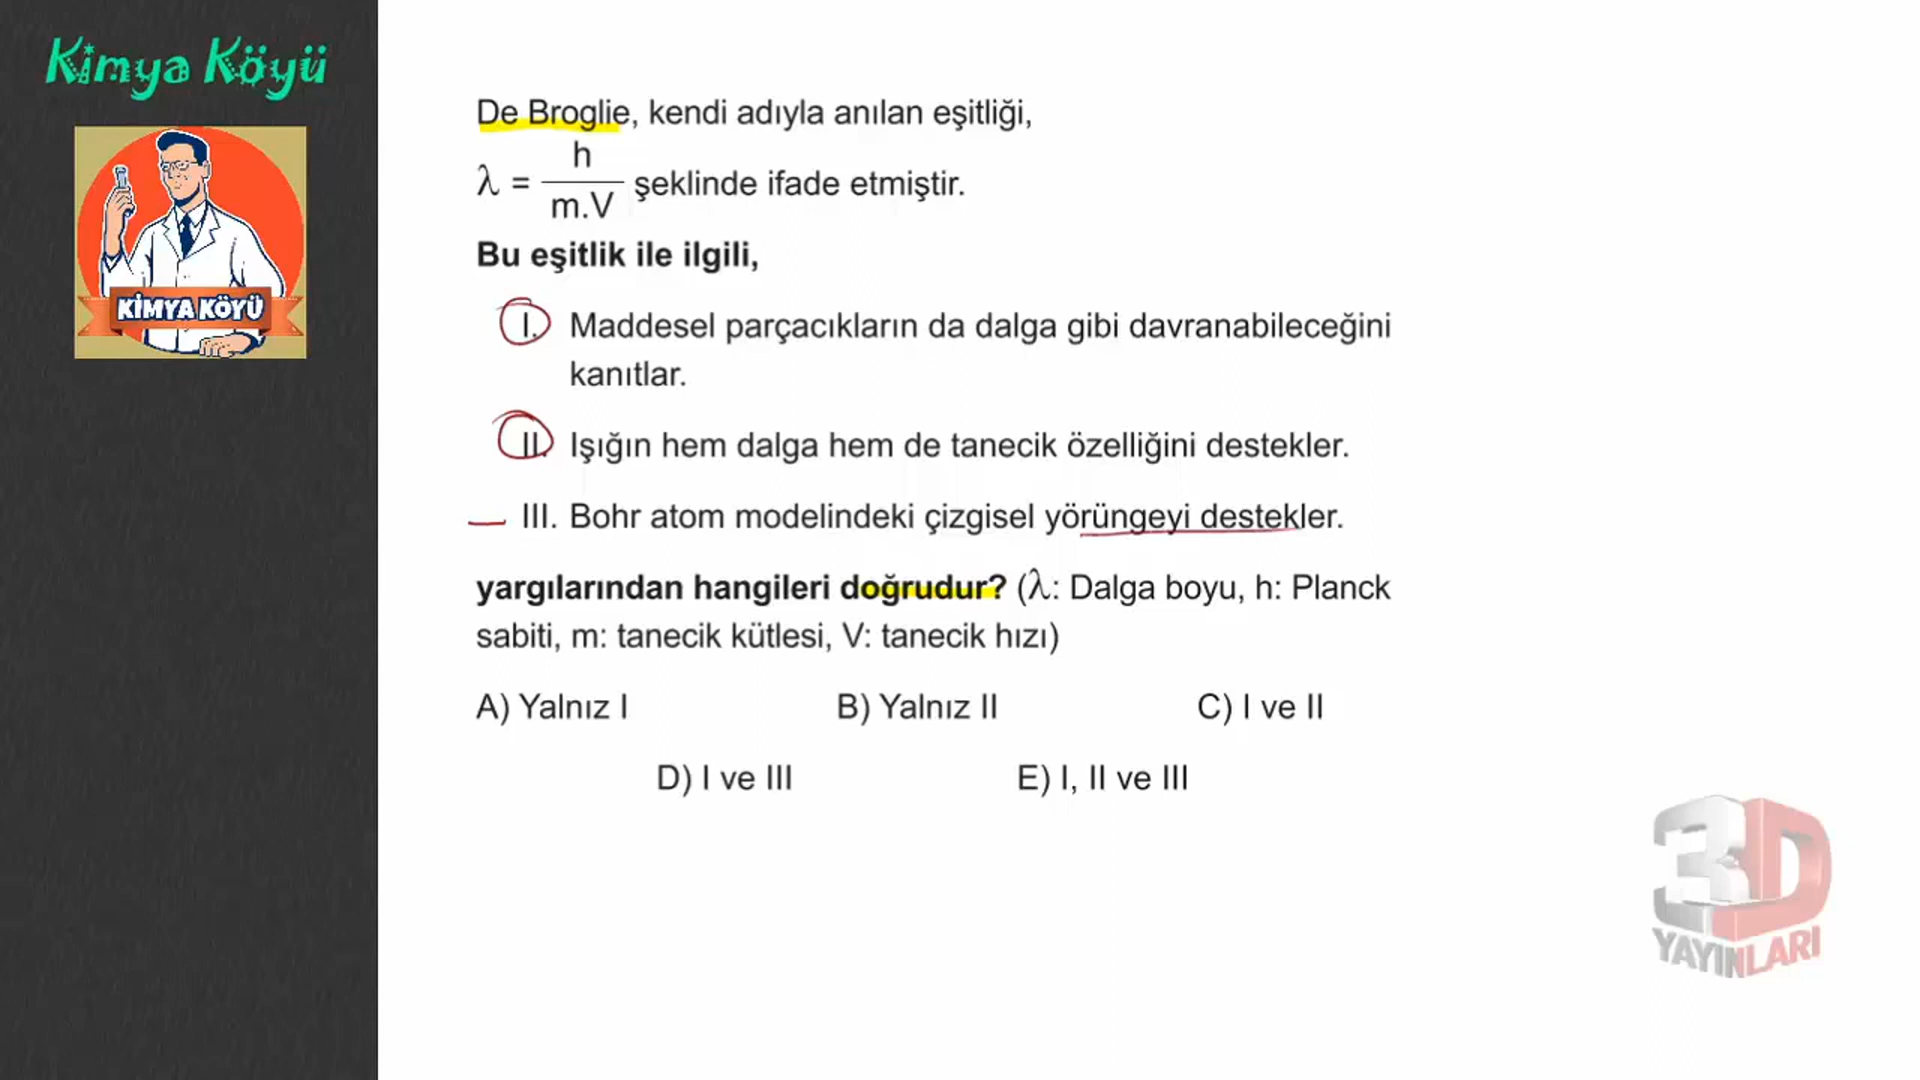 Kimya Köyü
KİMYA KÖYÜ
De Broglie, kendi adıyla anılan eşitliği,
λ = h / m.V şeklinde ifade etmiştir.
Bu eşitlik ile ilgili,
I. Maddesel parçacıkların da dalga gibi davranabileceğini
kanıtlar.
II. Işığın hem dalga hem de tanecik özelliğini destekler.
III. Bohr atom modelindeki çizgisel yörüngeyi destekler.
yargılarından hangileri doğrudur? (λ: Dalga boyu, h: Planck
sabiti, m: tanecik kütlesi, V: tanecik hızı)
A) Yalnız I B) Yalnız II C) I ve II
D) I ve III E) I, II ve III
3D
YAYINLARI